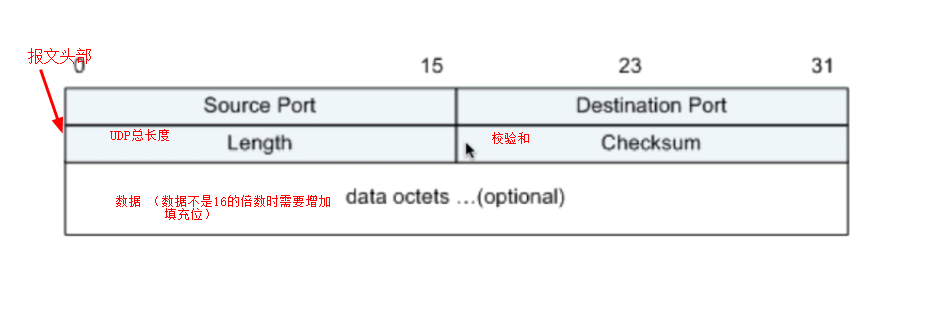 报文头部
0 15 23 31
Source Port Destination Port
UDP总长度 Length 校验和 Checksum
数据 （数据不是16的倍数时需要增加 data octets …(optional)
填充位）